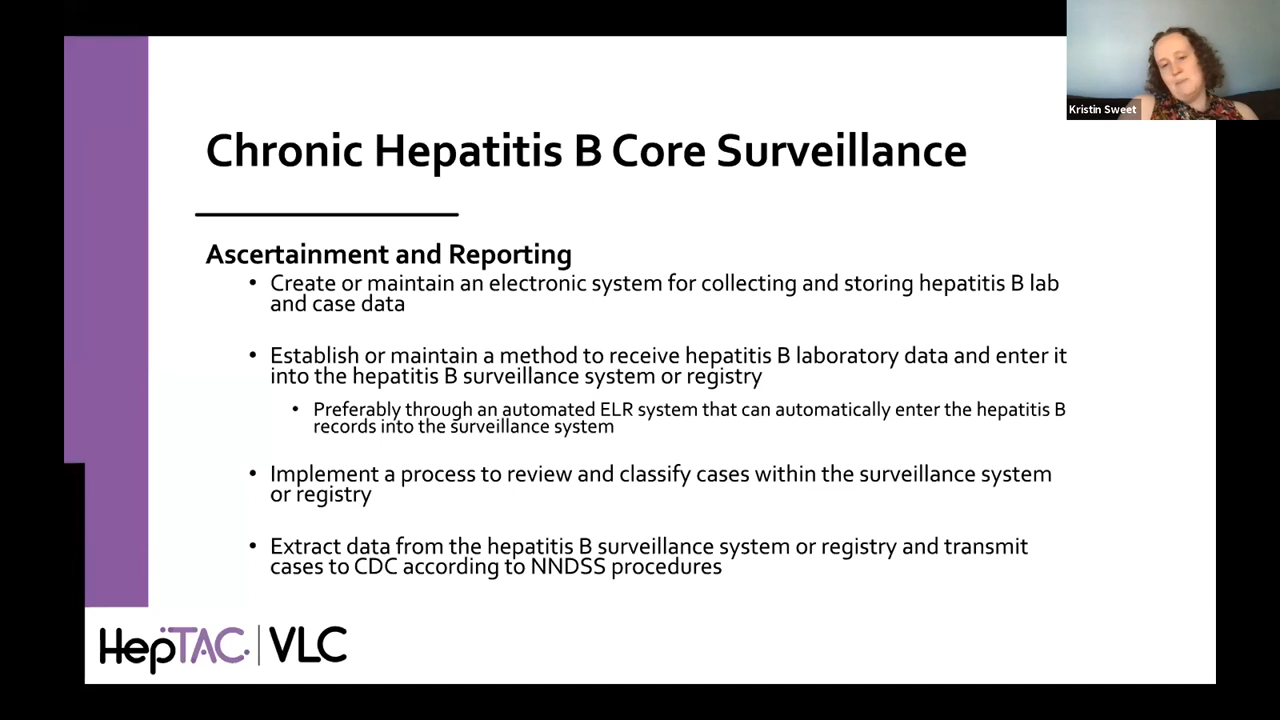 Kristin Sweet
Chronic Hepatitis B Core Surveillance
Ascertainment and Reporting
• Create or maintain an electronic system for collecting and storing hepatitis B lab
and case data
• Establish or maintain a method to receive hepatitis B laboratory data and enter it
into the hepatitis B surveillance system or registry
• Preferably through an automated ELR system that can automatically enter the hepatitis B
records into the surveillance system
• Implement a process to review and classify cases within the surveillance system
or registry
• Extract data from the hepatitis B surveillance system or registry and transmit
cases to CDC according to NNDSS procedures
HepTAC | VLC